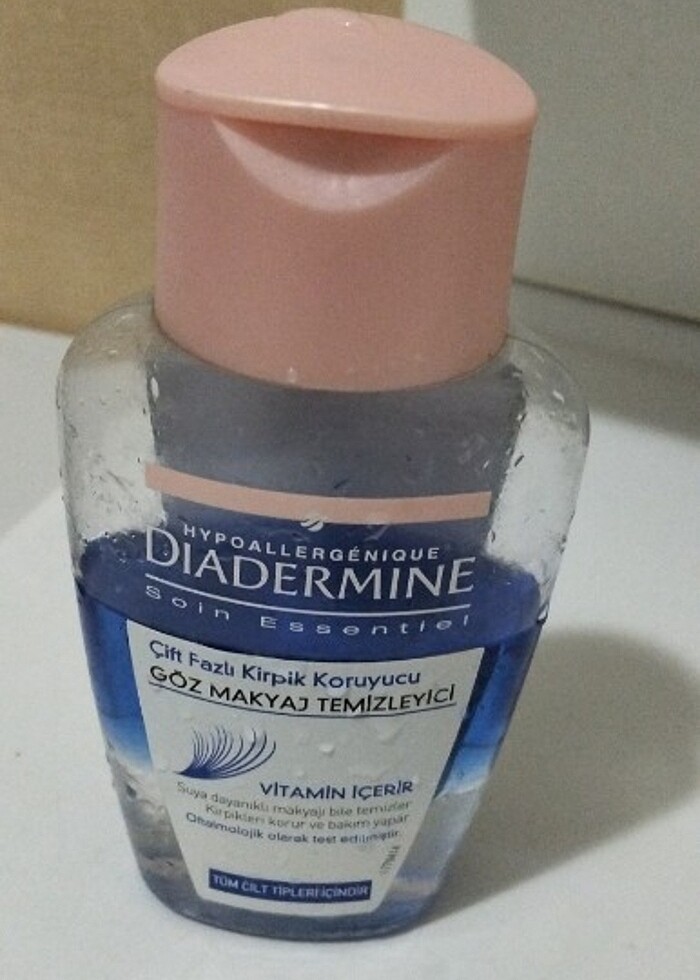 HYPOALLERGÉNIQUE
DIADERMINE
Soin Essentiel
Çift Fazlı Kirpik Koruyucu
GÖZ MAKYAJ TEMİZLEYİCİ
VİTAMİN İÇERİR
Suya dayanıklı makyajı bile temizler
Kirpikleri korur ve bakım yapar
Oftalmolojik olarak test edilmiştir.
TÜM CİLT TİPLERİ İÇİNDİR